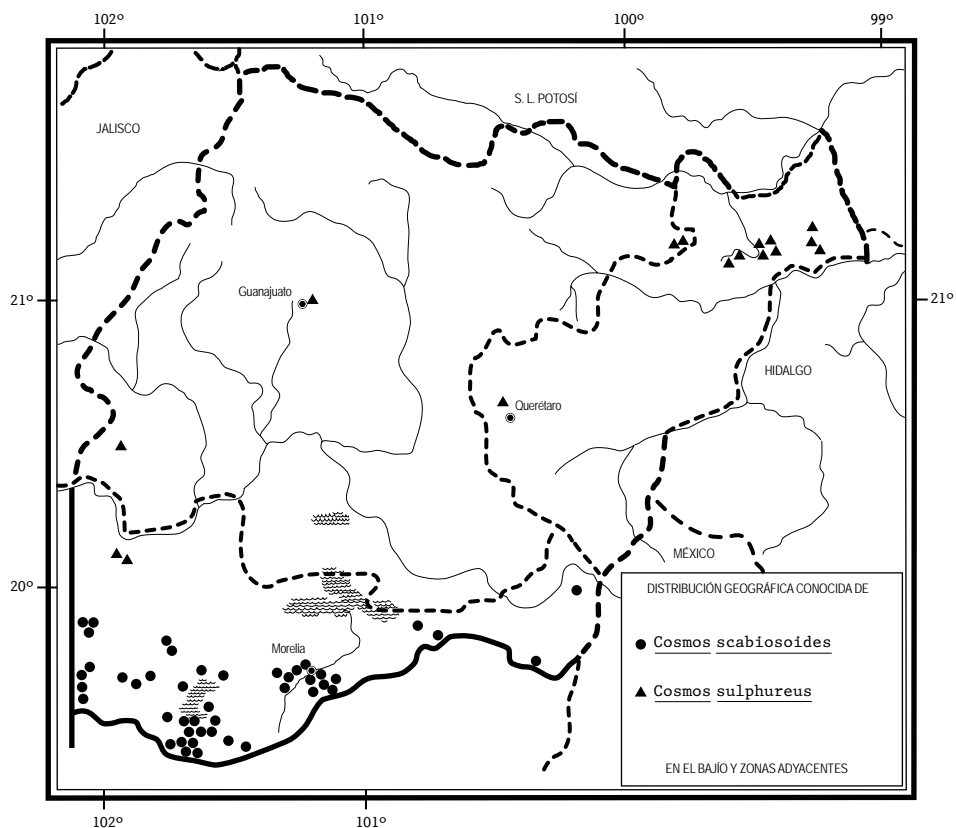 102º 101º 100º 99º
S. L. POTOSÍ
JALISCO
Guanajuato
21º 21º
HIDALGO
Querétaro
MÉXICO
20º
DISTRIBUCIÓN GEOGRÁFICA CONOCIDA DE
Cosmos scabiosoides
Morelia
Cosmos sulphureus
EN EL BAJÍO Y ZONAS ADYACENTES
102º 101º